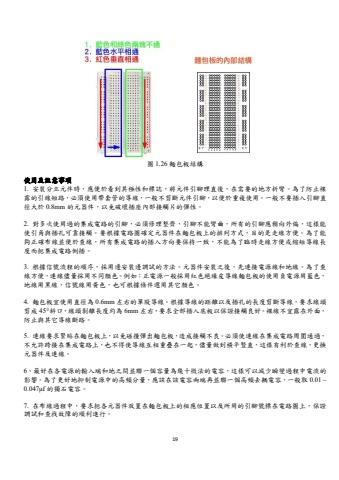 1. 藍色和綠色兩塊不通
2. 藍色水平相通
3. 紅色垂直相通
麵包板的內部結構
圖 1.26 麵包板結構
使用及注意事項
1. 安裝分立元件時，應便於看到其極性和標誌，將元件引腳理直後，在需要的地方折彎。為了防止裸
露的引線短路，必須使用帶套管的導線，一般不剪斷元件引腳，以便於重複使用。一般不要插入引腳直
徑大於 0.8mm 的元器件，以免破壞插座內部接觸片的彈性。
2. 對多次使用過的集成電路的引腳，必須修理整齊，引腳不能彎曲，所有的引腳應稍向外偏，這樣能
使引角與插孔可靠接觸。要根據電路圖確定元器件在麵包板上的排列方式，目的是走線方便。為了能
夠正確布線並便於查線，所有集成電路的插入方向要保持一致，不能為了臨時走線方便或縮短導線長
度而把集成電路倒插。
3. 根據信號流程的順序，採用邊安裝邊調試的方法。元器件安裝之後，先連接電源線和地線。為了查
線方便，連線儘量採用不同顏色。例如：正電源一般採用紅色絕緣皮導線，負電源使用藍色，
地線用黑線，信號線用黃色，也可根據條件選用其它顏色。
4. 麵包板宜使用直徑為 0.6mm 左右的單股導線。根據導線的距離以及插孔的長度剪斷導線，要求線頭
剪成 45°斜口，線頭剝離長度約為 6mm 左右，要求全部插入底板以保證接觸良好。裸線不宜露在外面，
防止與其它導線斷路。
5. 連線要求緊貼在麵包板上，以免碰撞彈出麵包板，造成接觸不良。必須使連線在集成電路周圍通過，
不允許跨接在集成電路上，也不得使導線互相重疊在一起，儘量做到橫平豎直，這樣有利於查線，更換
元器件及連線。
6. 最好在各電源的輸入端和地之間並聯一個容量為幾十微法的電容，這樣可以減少瞬變過程中電流的
影響。為了更好地抑制電源中的高頻分量，應該在該電容兩端再並聯一個高頻去耦電容，一般取 0.01 –
0.047μf 的獨石電容。
7. 在布線過程中，要求把各元器件放置在麵包板上的相應位置以及所用的引腳號標在電路圖上，保證
調試和查找故障的順利進行。
19